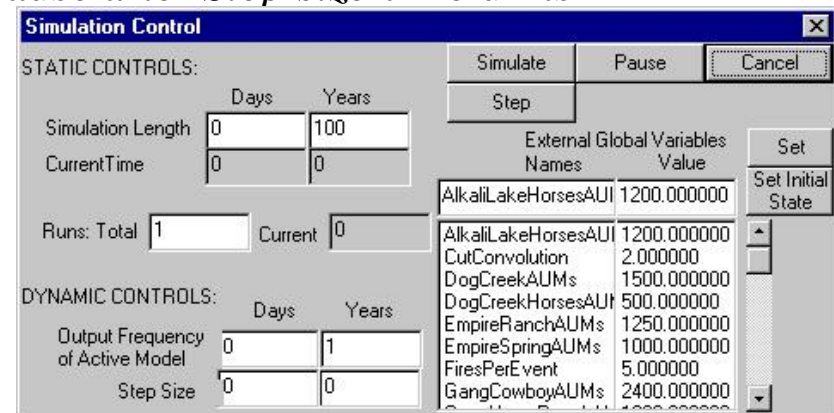 Simulation Control
STATIC CONTROLS:
Simulate Pause Cancel
Step
Days Years
Simulation Length 0 100
CurrentTime 0 0
External Global Variables
Names Value
Set
Set Initial
State
AlkaliLakeHorsesAUI 1200.000000
Runs: Total 1 Current 0
AlkaliLakeHorsesAUI 1200.000000
CutConvolution 2.000000
DogCreekAUMs 1500.000000
DogCreekHorsesAUM 500.000000
EmpireRanchAUMs 1250.000000
EmpireSpringAUMs 1000.000000
FiresPerEvent 5.000000
GangCowboyAUMs 2400.000000
DYNAMIC CONTROLS:
Days Years
Output Frequency
of Active Model 0 1
Step Size 0 0